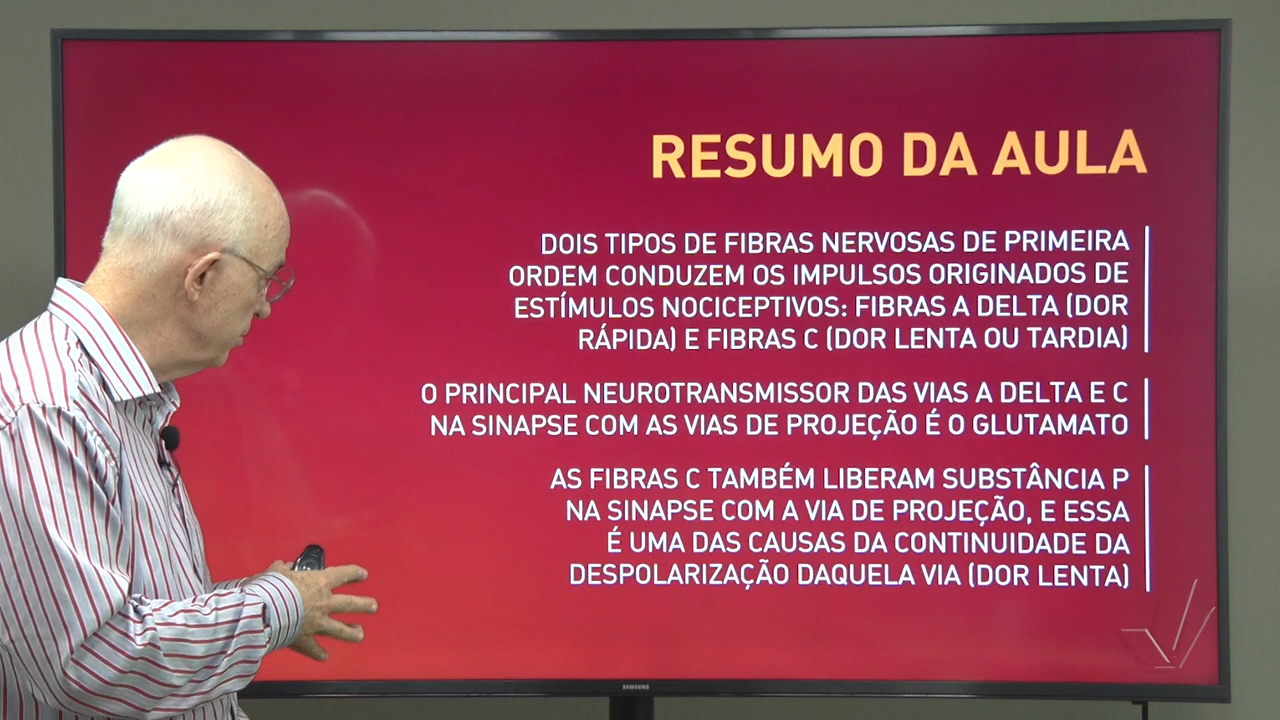 RESUMO DA AULA
DOIS TIPOS DE FIBRAS NERVOSAS DE PRIMEIRA
ORDEM CONDUZEM OS IMPULSOS ORIGINADOS DE
ESTÍMULOS NOCICEPTIVOS: FIBRAS A DELTA (DOR
RÁPIDA) E FIBRAS C (DOR LENTA OU TARDIA)
O PRINCIPAL NEUROTRANSMISSOR DAS VIAS A DELTA E C
NA SINAPSE COM AS VIAS DE PROJEÇÃO É O GLUTAMATO
AS FIBRAS C TAMBÉM LIBERAM SUBSTÂNCIA P
NA SINAPSE COM A VIA DE PROJEÇÃO, E ESSA
É UMA DAS CAUSAS DA CONTINUIDADE DA
DESPOLARIZAÇÃO DAQUELA VIA (DOR LENTA)
SAMSUNG